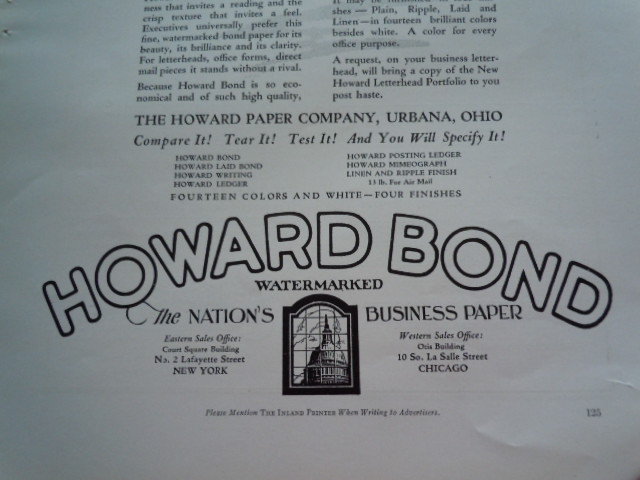 ness that invites a reading and the
crisp texture that invites a feel.
Executives universally prefer this
fine, watermarked bond paper for its
beauty, its brilliance and its clarity.
For letterheads, office forms, direct
mail pieces it stands without a rival.
Because Howard Bond is so eco-
nomical and of such high quality,
shes — Plain, Ripple, Laid and
Linen—in fourteen brilliant colors
besides white. A color for every
office purpose.
A request, on your business letter-
head, will bring a copy of the New
Howard Letterhead Portfolio to you
post haste.
THE HOWARD PAPER COMPANY, URBANA, OHIO
Compare It! Tear It! Test It! And You Will Specify It!
HOWARD BOND
HOWARD LAID BOND
HOWARD WRITING
HOWARD LEDGER
HOWARD POSTING LEDGER
HOWARD MIMEOGRAPH
LINEN AND RIPPLE FINISH
13 lb. For Air Mail
FOURTEEN COLORS AND WHITE—FOUR FINISHES
HOWARD BOND
WATERMARKED
The NATION'S BUSINESS PAPER
Eastern Sales Office:
Court Square Building
No. 2 Lafayette Street
NEW YORK
Western Sales Office:
Otis Building
10 So. La Salle Street
CHICAGO
Please Mention THE INLAND PRINTER When Writing to Advertisers.
125